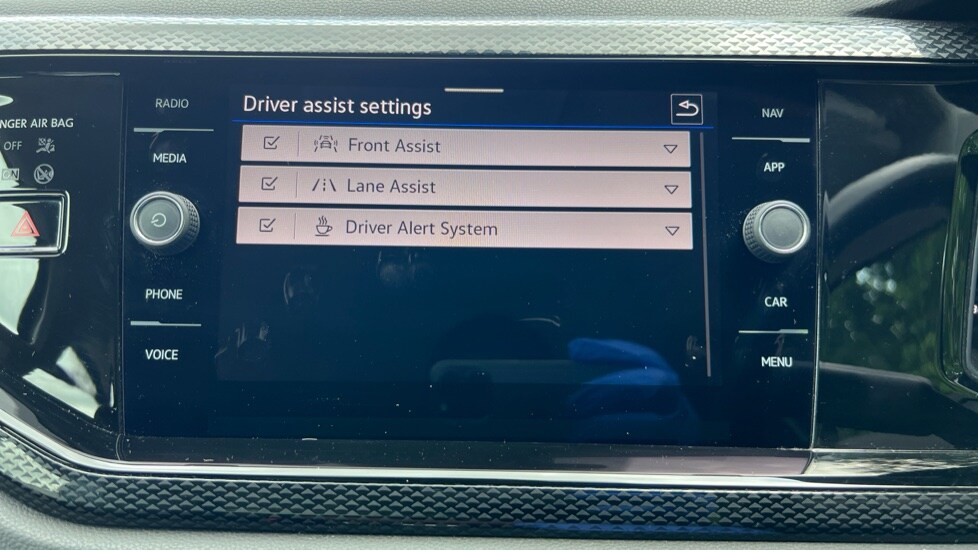 NGER AIR BAG
OFF
ON
RADIO
MEDIA
PHONE
VOICE
Driver assist settings
Front Assist
Lane Assist
Driver Alert System
NAV
APP
CAR
MENU